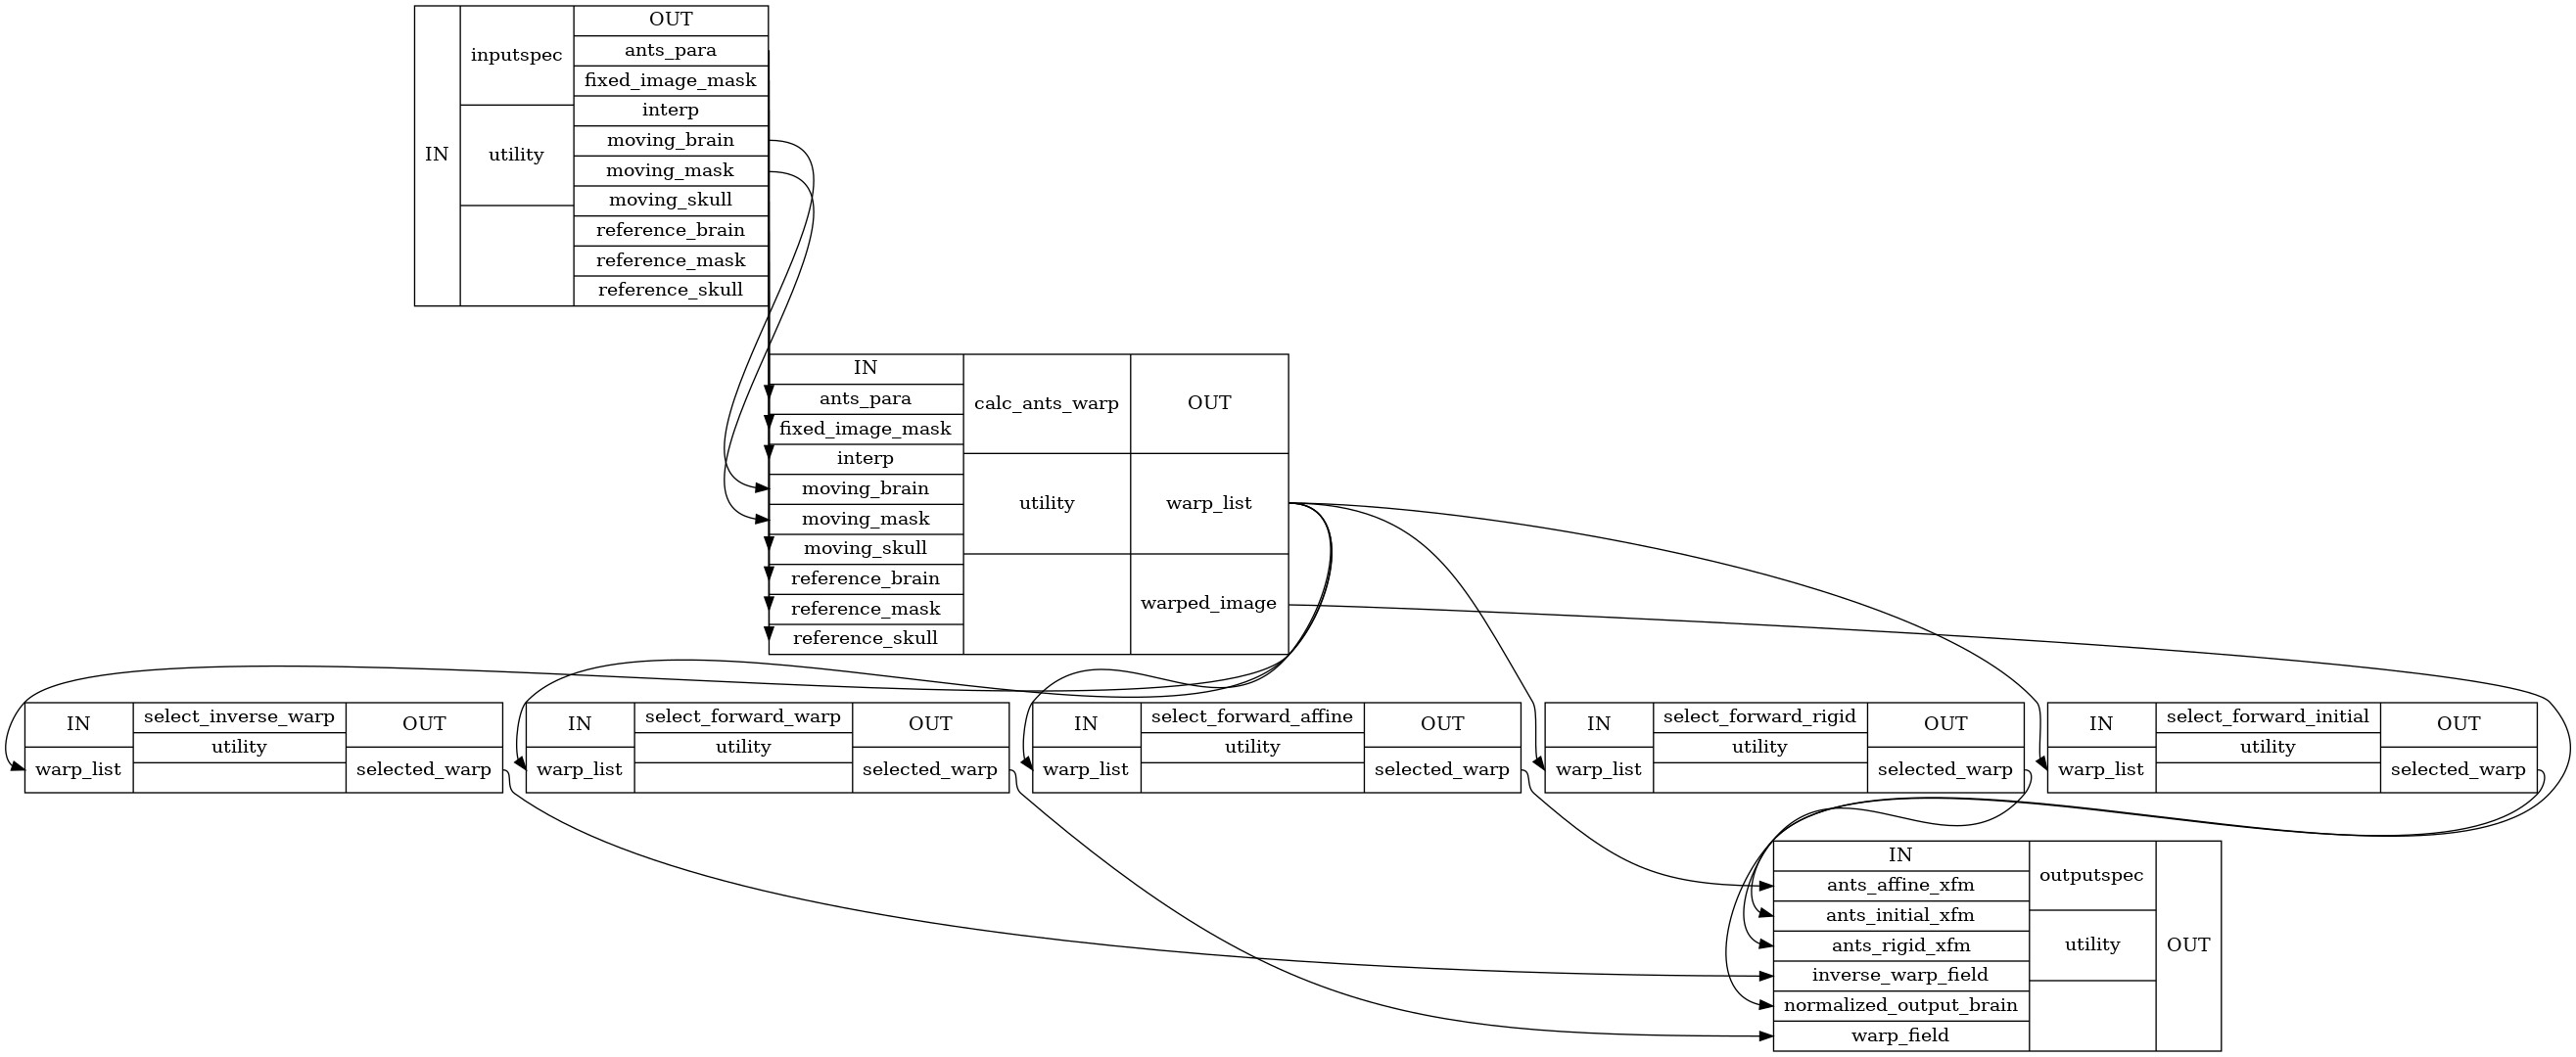 IN
inputspec
utility
OUT
ants_para
fixed_image_mask
interp
moving_brain
moving_mask
moving_skull
reference_brain
reference_mask
reference_skull
IN
ants_para
fixed_image_mask
interp
moving_brain
moving_mask
moving_skull
reference_brain
reference_mask
reference_skull
calc_ants_warp
utility
OUT
warp_list
warped_image
IN
warp_list
select_inverse_warp
utility
OUT
selected_warp
IN
warp_list
select_forward_warp
utility
OUT
selected_warp
IN
warp_list
select_forward_affine
utility
OUT
selected_warp
IN
warp_list
select_forward_rigid
utility
OUT
selected_warp
IN
warp_list
select_forward_initial
utility
OUT
selected_warp
IN
ants_affine_xfm
ants_initial_xfm
ants_rigid_xfm
inverse_warp_field
normalized_output_brain
warp_field
outputspec
utility
OUT